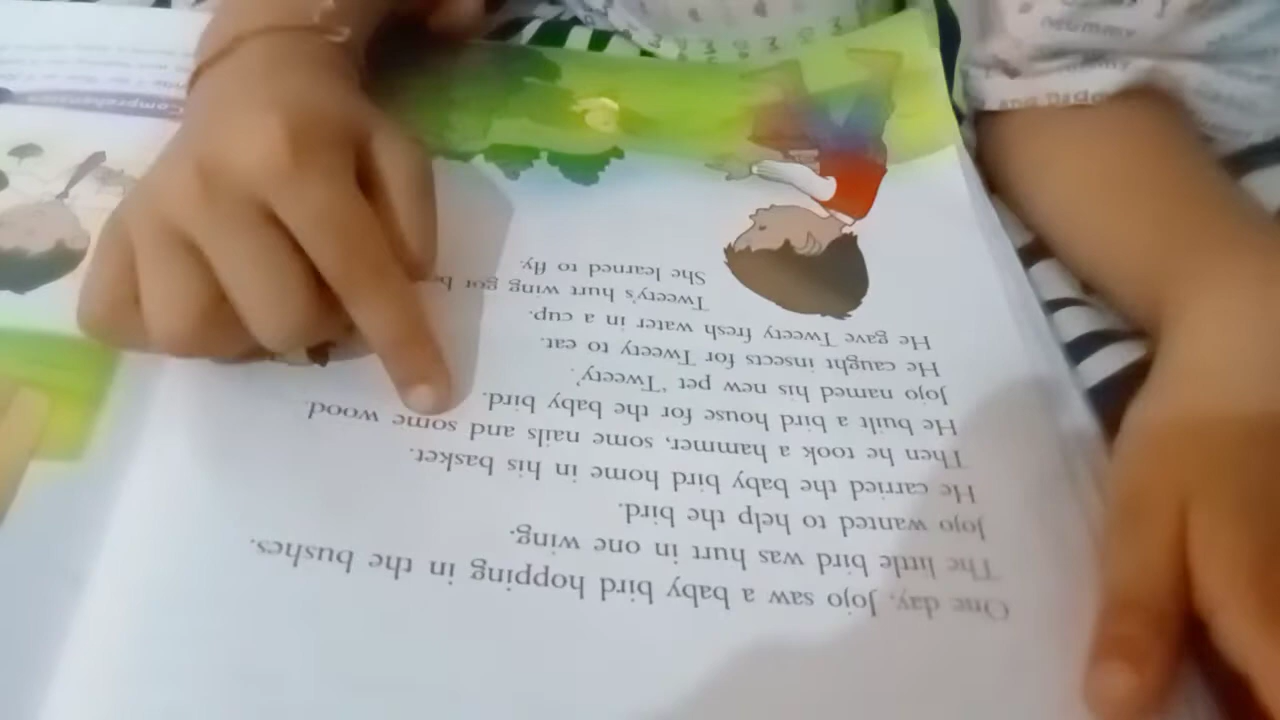 One day, Jojo saw a baby bird hopping in the bushes.
The little bird was hurt in one wing.
Jojo wanted to help the bird.
He carried the baby bird home in his basket.
Then he took a hammer, some nails and some wood
He built a bird house for the baby bird.
Jojo named his new pet 'Tweety'.
He caught insects for Tweety to eat.
He gave Tweety fresh water in a cup.
Tweety's hurt wing got
She learned to fly.